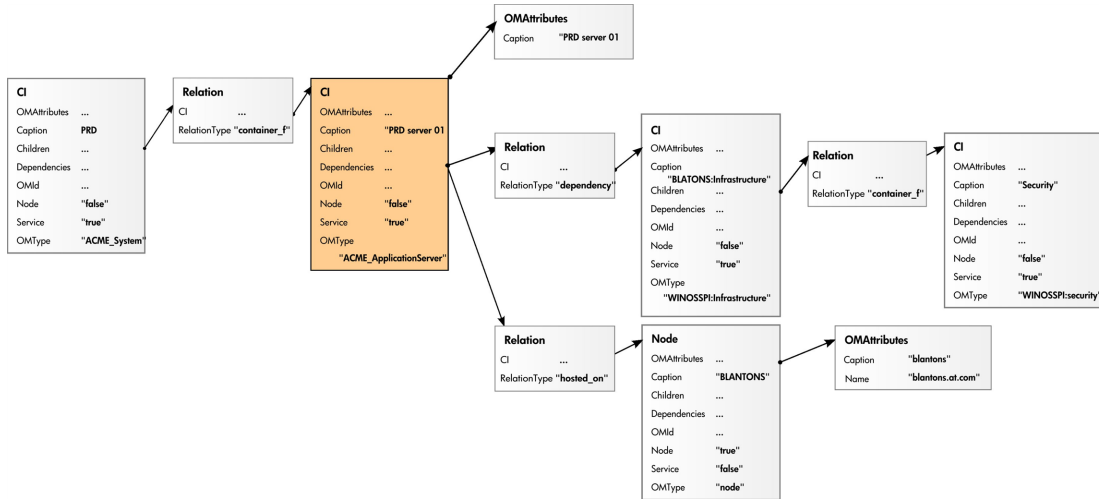 OMAttributes
Caption "PRD server 01
CI
OMAttributes ...
Caption PRD
Children ...
Dependencies ...
OMId ...
Node "false"
Service "true"
OMType "ACME_System"
Relation
CI ...
RelationType "container_f"
CI
OMAttributes ...
Caption "PRD server 01
Children ...
Dependencies ...
OMId ...
Node "false"
Service "true"
OMType
"ACME_ApplicationServer"
Relation
CI ...
RelationType "dependency"
CI
OMAttributes ...
Caption
"BLATONS:Infrastructure"
Children ...
Dependencies ...
OMId ...
Node "false"
Service "true"
OMType
"WINOSSPI:Infrastructure"
Relation
CI ...
RelationType "container_f"
CI
OMAttributes ...
Caption "Security"
Children ...
Dependencies ...
OMId ...
Node "false"
Service "true"
OMType "WINOSSPI:security"
Relation
CI ...
RelationType "hosted_on"
Node
OMAttributes ...
Caption "BLANTONS"
Children ...
Dependencies ...
OMId ...
Node "true"
Service "false"
OMType "node"
OMAttributes
Caption "blantons"
Name "blantons.at.com"